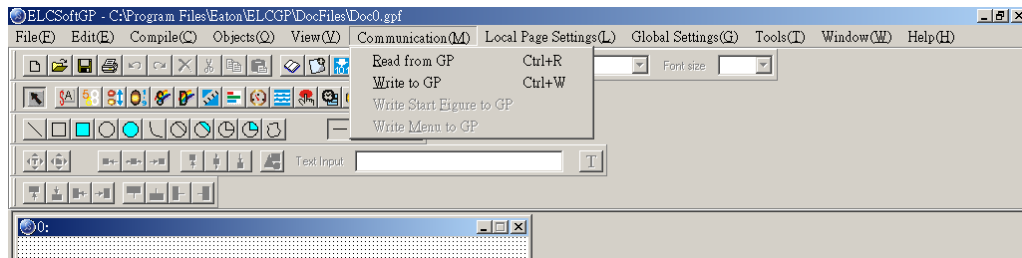 ELCSoftGP - C:\Program Files\Eaton\ELCGP\DocFiles\Doc0.gpf
File(F) Edit(E) Compile(C) Objects(O) View(V) Communication(M) Local Page Settings(L) Global Settings(G) Tools(T) Window(W) Help(H)
Read from GP Ctrl+R
Font size
Write to GP Ctrl+W
Write Start Figure to GP
Write Menu to GP
Text Input
T
0: